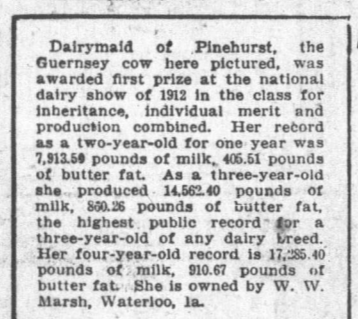 Dairymaid of Pinehurst, the
Guernsey cow here pictured, was
awarded first prize at the national
dairy show of 1912 in the class for
inheritance, individual merit and
production combined. Her record
as a two-year-old for one year was
7,913.50 pounds of milk, 405.51 pounds
of butter fat. As a three-year-old
she produced 14,562.40 pounds of
milk, 860.26 pounds of butter fat,
the highest public record for a
three-year-old of any dairy breed.
Her four-year-old record is 17,285.40
pounds of milk, 910.67 pounds of
butter fat. She is owned by W. W.
Marsh, Waterloo, Ia.